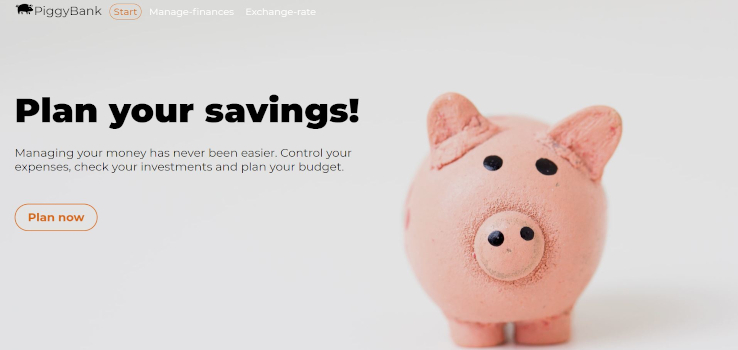 PiggyBank Start Manage-finances Exchange-rate
Plan your savings!
Managing your money has never been easier. Control your
expenses, check your investments and plan your budget.
Plan now